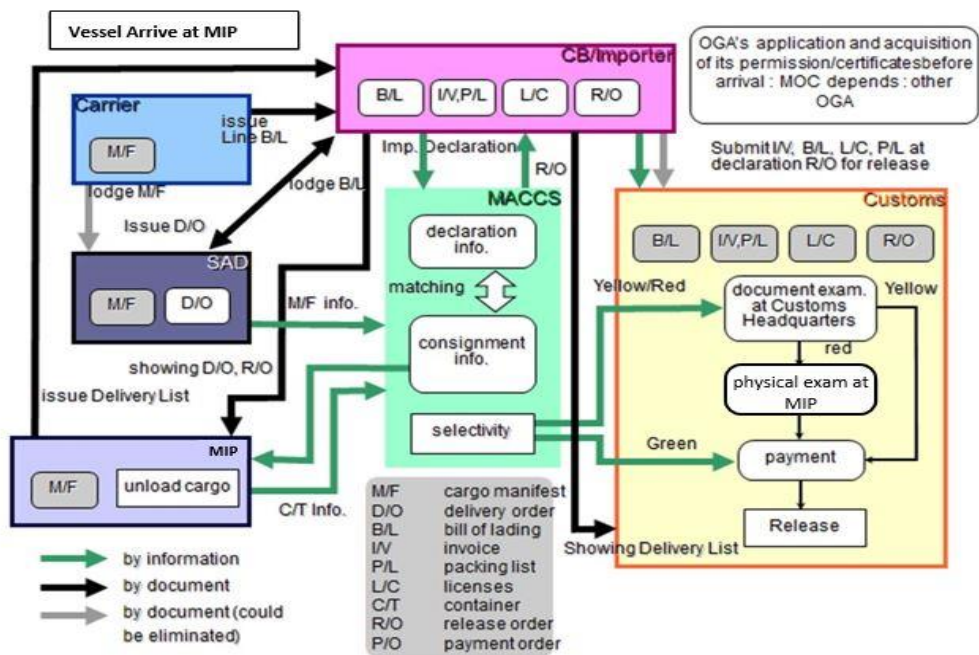 Vessel Arrive at MIP
CB/Importer
B/L
I/V,P/L
L/C
R/O
OGA's application and acquisition
of its permission/certificatesbefore
arrival : MOC depends : other
OGA
Carrier
M/F
issue
Line B/L
lodge M/F
Imp. Declaration
R/O
Submit I/V, B/L, L/C, P/L at
declaration R/O for release
lodge B/L
Issue D/O
MACCS
declaration
info.
matching
consignment
info.
selectivity
Customs
B/L
I/V,P/L
L/C
R/O
SAD
M/F
D/O
M/F info.
Yellow/Red
document exam.
at Customs
Headquarters
Yellow
red
physical exam at
MIP
showing D/O, R/O
issue Delivery List
MIP
M/F
unload cargo
C/T Info.
Green
payment
Release
Showing Delivery List
M/F cargo manifest
D/O delivery order
B/L bill of lading
I/V invoice
P/L packing list
L/C licenses
C/T container
R/O release order
P/O payment order
by information
by document
by document (could
be eliminated)